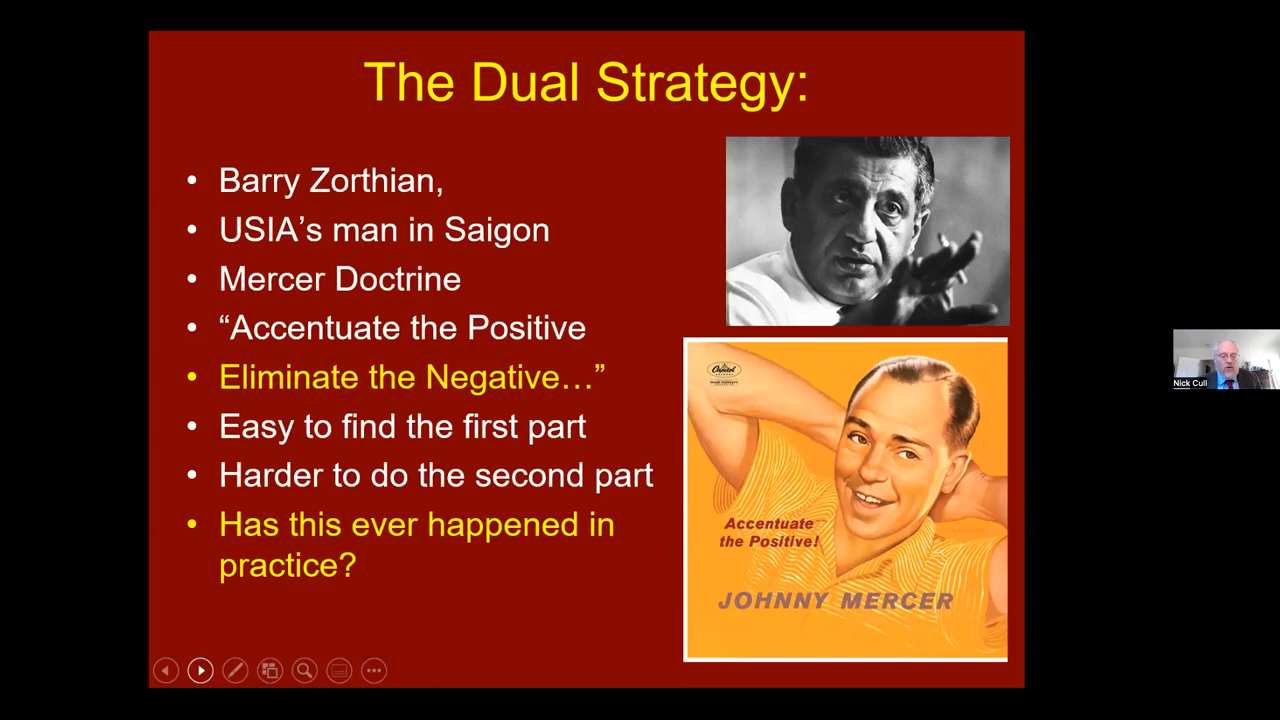 The Dual Strategy:
• Barry Zorthian,
• USIA’s man in Saigon
• Mercer Doctrine
• “Accentuate the Positive
• Eliminate the Negative…”
• Easy to find the first part
• Harder to do the second part
• Has this ever happened in
practice?
Capitol
Accentuate
the Positive!
JOHNNY MERCER
Nick Cull